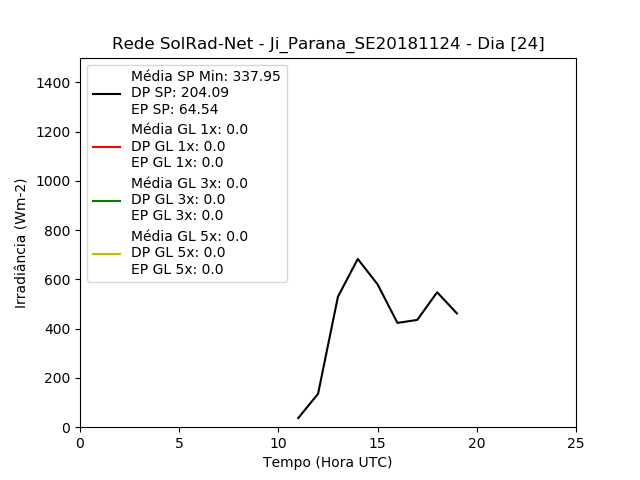 Rede SolRad-Net - Ji_Parana_SE20181124 - Dia [24]
Média SP Min: 337.95
DP SP: 204.09
EP SP: 64.54
Média GL 1x: 0.0
DP GL 1x: 0.0
EP GL 1x: 0.0
Média GL 3x: 0.0
DP GL 3x: 0.0
EP GL 3x: 0.0
Média GL 5x: 0.0
DP GL 5x: 0.0
EP GL 5x: 0.0
Irradiância (Wm-2)
1400
1200
1000
800
600
400
200
0
0 5 10 15 20 25
Tempo (Hora UTC)